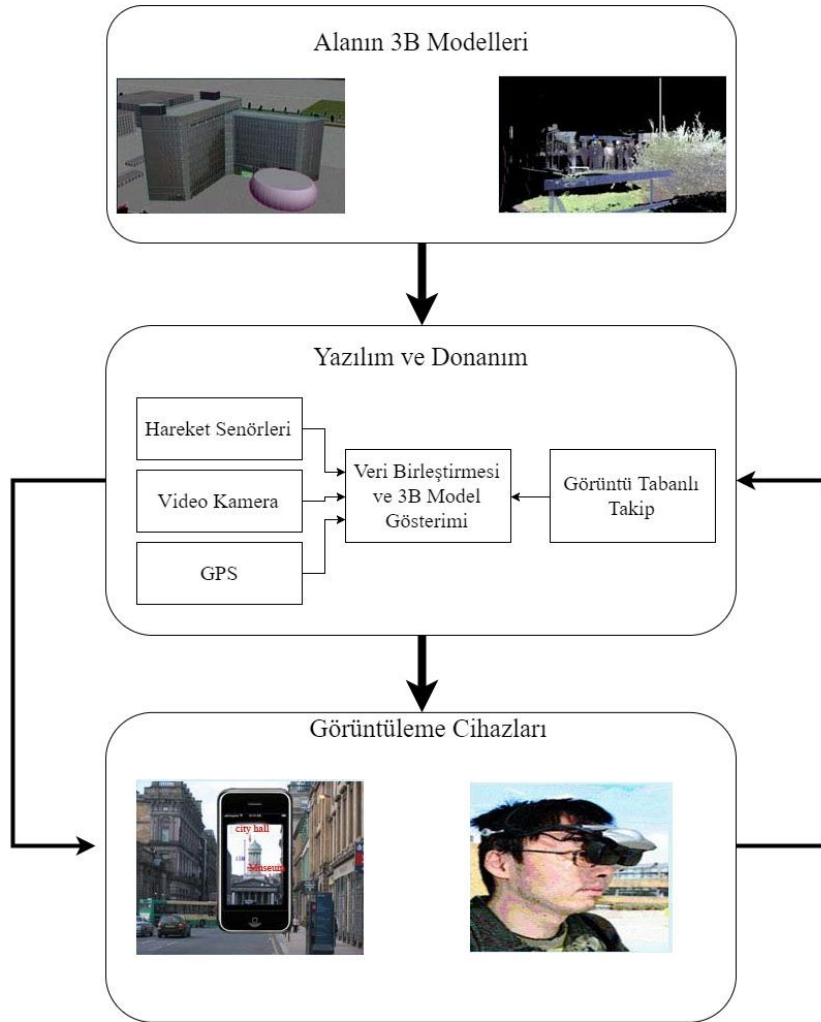 Alanın 3B Modelleri
Yazılım ve Donanım
Hareket Senörleri
Video Kamera
GPS
Veri Birleştirmesi
ve 3B Model
Gösterimi
Görüntü Tabanlı
Takip
Görüntüleme Cihazları
city hall
Museum